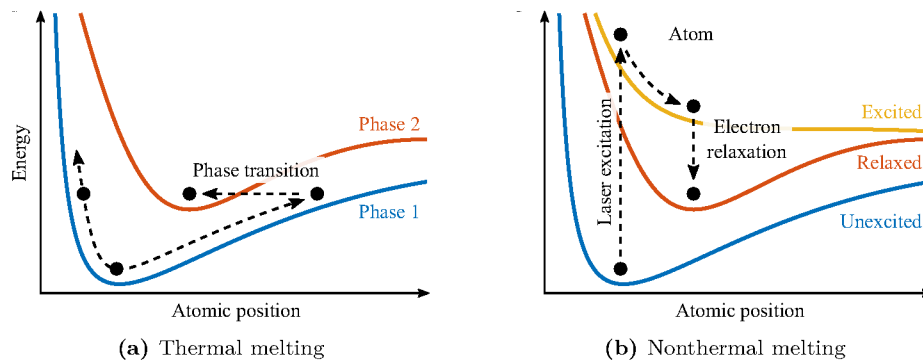 Energy
Phase 2
Phase transition
Phase 1
Atomic position
(a) Thermal melting
Atom
Laser excitation
Excited
Electron
relaxation
Relaxed
Unexcited
Atomic position
(b) Nonthermal melting